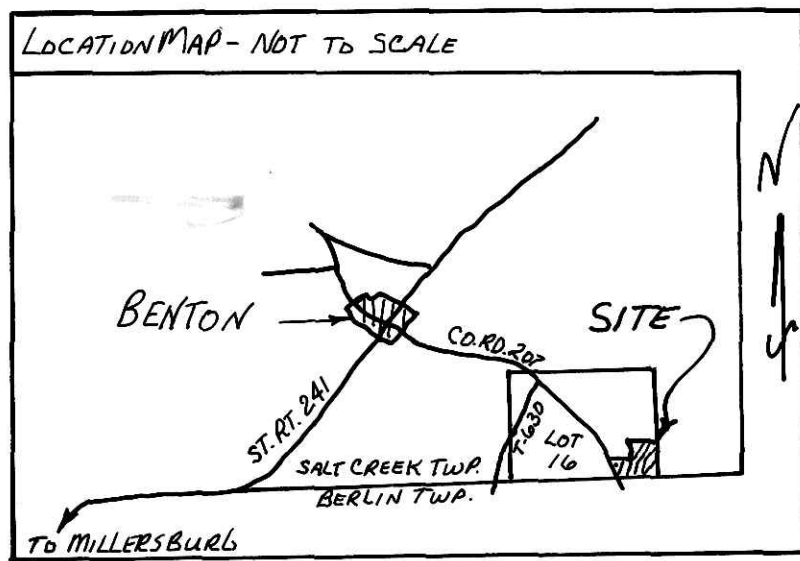 LOCATION MAP - NOT TO SCALE
N
BENTON
SITE
CO. RD. 207
ST. RT. 241
T-630
LOT
16
SALT CREEK TWP.
BERLIN TWP.
S
TO MILLERSBURG